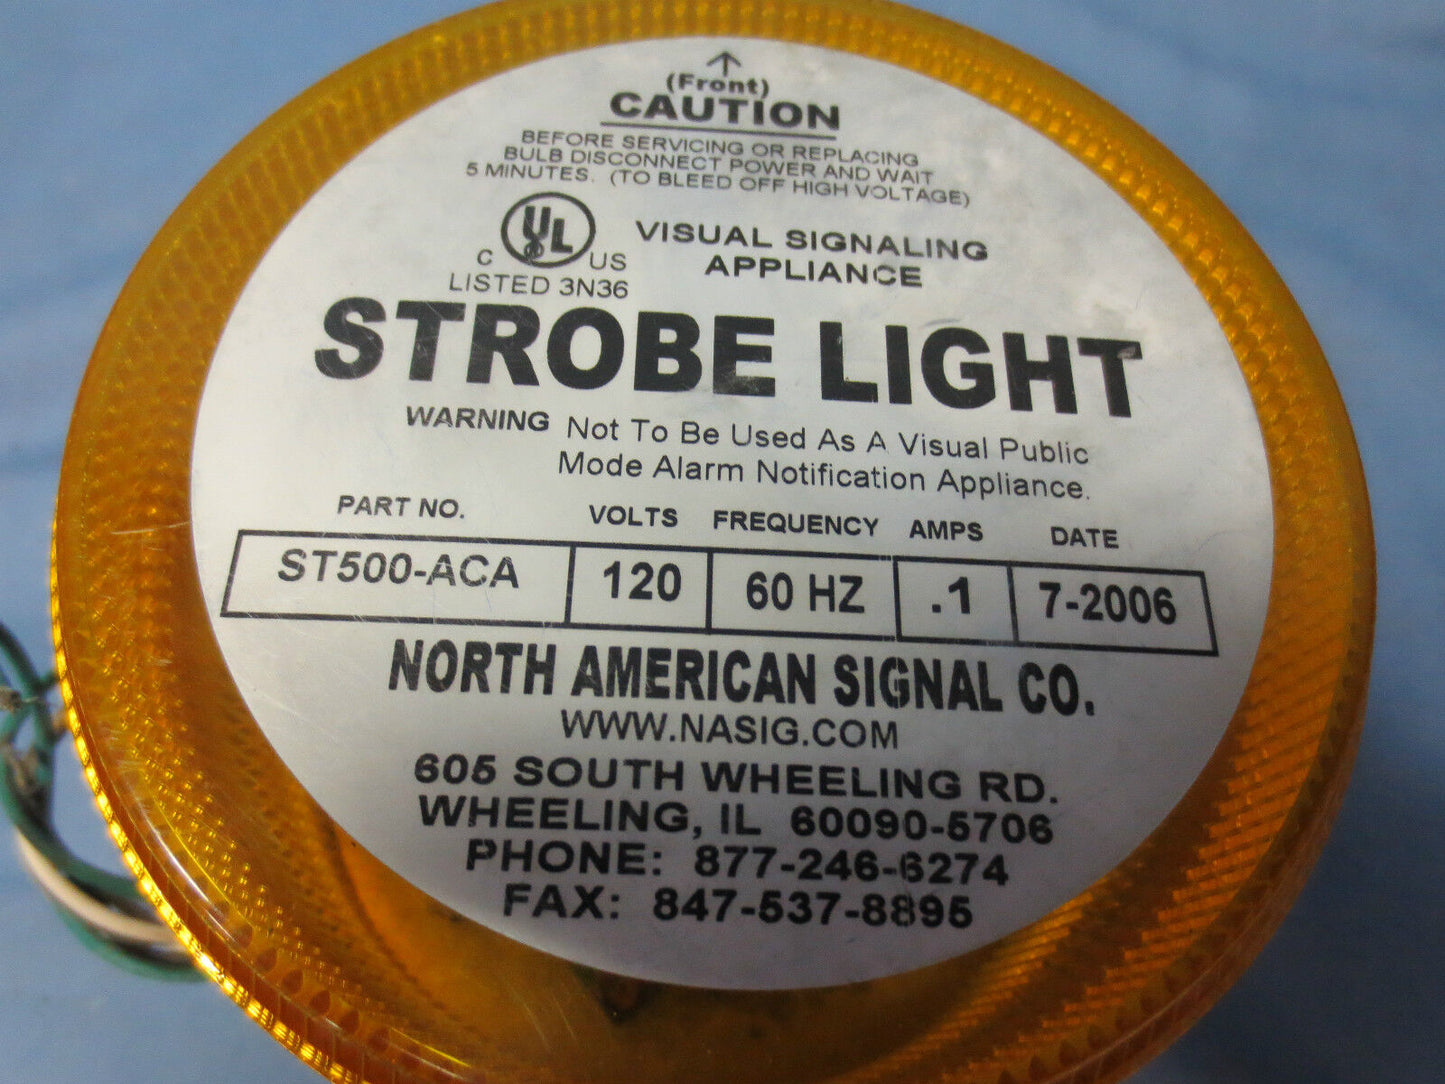 (Front)
CAUTION
BEFORE SERVICING OR REPLACING
BULB DISCONNECT POWER AND WAIT
5 MINUTES. (TO BLEED OFF HIGH VOLTAGE)
C UL US
LISTED 3N36
VISUAL SIGNALING
APPLIANCE
STROBE LIGHT
WARNING Not To Be Used As A Visual Public
Mode Alarm Notification Appliance.
PART NO. VOLTS FREQUENCY AMPS DATE
ST500-ACA 120 60 HZ .1 7-2006
NORTH AMERICAN SIGNAL CO.
WWW.NASIG.COM
605 SOUTH WHEELING RD.
WHEELING, IL 60090-5706
PHONE: 877-246-6274
FAX: 847-537-8895